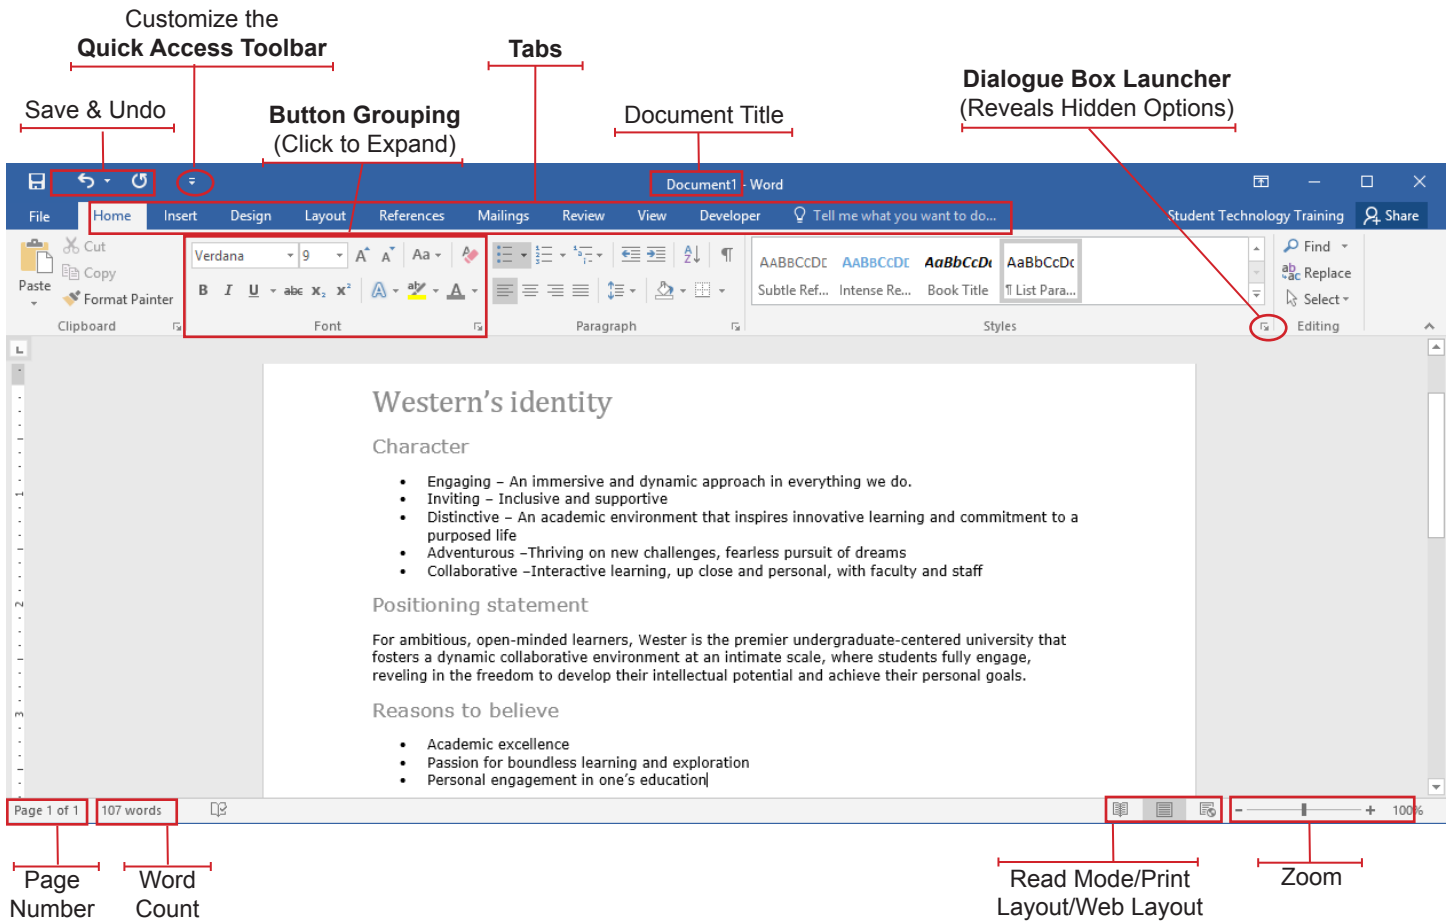 Customize the
Quick Access Toolbar
Tabs
Dialogue Box Launcher
(Reveals Hidden Options)
Save & Undo
Button Grouping
(Click to Expand)
Document Title
Document1 - Word
File Home Insert Design Layout References Mailings Review View Developer Tell me what you want to do... Student Technology Training Share
Paste
Cut
Copy
Format Painter
Clipboard
Verdana 9 Aa
B I U abc X₂ X² A aby A
Font
Paragraph
AABBCCDE AABBCCDE AaBbCcDc AaBbCcDc
Subtle Ref... Intense Re... Book Title ¶ List Para...
Styles
Find
Replace
Select
Editing
Western's identity
Character
• Engaging – An immersive and dynamic approach in everything we do.
• Inviting – Inclusive and supportive
• Distinctive – An academic environment that inspires innovative learning and commitment to a
purposed life
• Adventurous –Thriving on new challenges, fearless pursuit of dreams
• Collaborative –Interactive learning, up close and personal, with faculty and staff
Positioning statement
For ambitious, open-minded learners, Wester is the premier undergraduate-centered university that
fosters a dynamic collaborative environment at an intimate scale, where students fully engage,
reveling in the freedom to develop their intellectual potential and achieve their personal goals.
Reasons to believe
• Academic excellence
• Passion for boundless learning and exploration
• Personal engagement in one's education
Page 1 of 1 107 words 100%
Page
Number
Word
Count
Read Mode/Print
Layout/Web Layout
Zoom